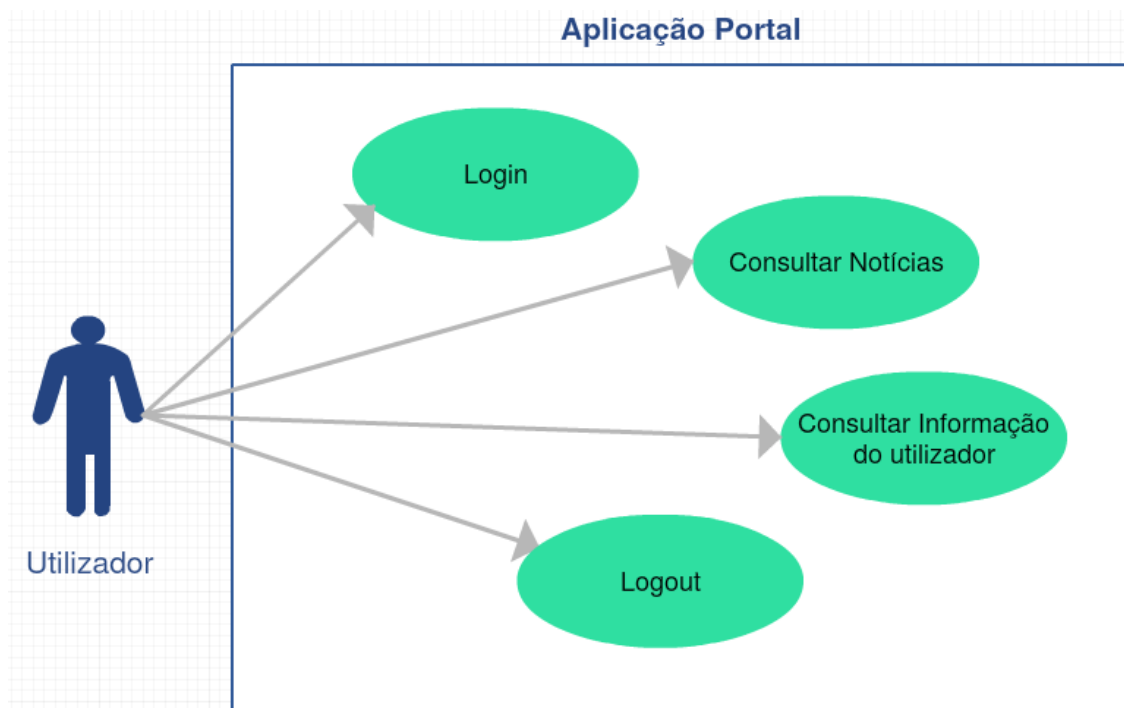 Aplicação Portal
Login
Consultar Notícias
Consultar Informação
do utilizador
Logout
Utilizador